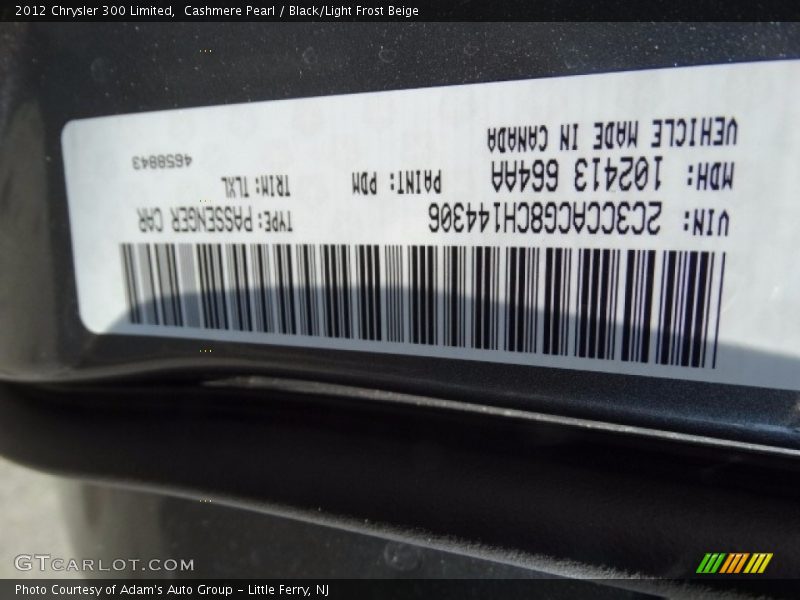 2012 Chrysler 300 Limited,  Cashmere Pearl / Black/Light Frost Beige
VIN: 2C3CCACG8CH144306
TYPE: PASSENGER CAR
MDH: 102413 664AA
PAINT: PDM
TRIM: TLXL
VEHICLE MADE IN CANADA
4658843
GTCARLOT.COM
Photo Courtesy of Adam's Auto Group - Little Ferry, NJ